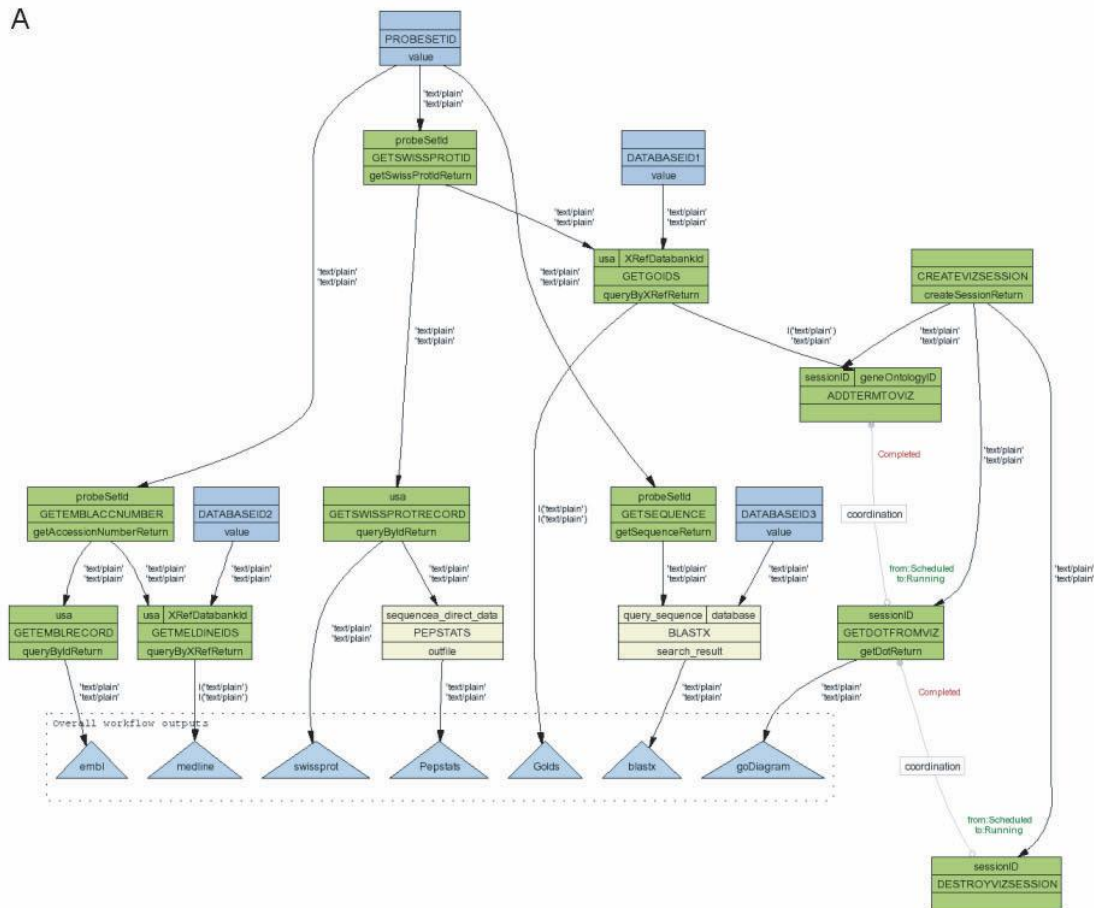 A
PROBESETID
value
'text/plain'
'text/plain'
probeSetId
GETSWISSPROTID
getSwissProtIdReturn
DATABASEID1
value
'text/plain'
'text/plain'
'text/plain'
'text/plain'
'text/plain'
'text/plain'
'text/plain'
'text/plain'
usa XRefDatabankId
GETGOIDS
queryByXRefReturn
CREATEVIZSESSION
createSessionReturn
'text/plain'
'text/plain'
l('text/plain')
'text/plain'
'text/plain'
'text/plain'
sessionID geneOntologyID
ADDTERMTOVIZ
Completed
'text/plain'
'text/plain'
probeSetId
GETEMBLACCNUMBER
getAccessionNumberReturn
DATABASEID2
value
usa
GETSWISSPROTRECORD
queryByIdReturn
l('text/plain')
l('text/plain')
probeSetId
GETSEQUENCE
getSequenceReturn
DATABASEID3
value
coordination
'text/plain'
'text/plain'
'text/plain'
'text/plain'
'text/plain'
'text/plain'
'text/plain'
'text/plain'
'text/plain'
'text/plain'
'text/plain'
'text/plain'
from:Scheduled
to:Running
'text/plain'
'text/plain'
usa
GETEMBLRECORD
queryByIdReturn
usa XRefDatabankId
GETMELDINEIDS
queryByXRefReturn
'text/plain'
'text/plain'
sequencea_direct_data
PEPSTATS
outfile
query_sequence database
BLASTX
search_result
sessionID
GETDOTFROMVIZ
getDotReturn
'text/plain'
'text/plain'
l('text/plain')
l('text/plain')
'text/plain'
'text/plain'
'text/plain'
'text/plain'
'text/plain'
'text/plain'
Completed
Overall workflow outputs
embl
medline
swissprot
Pepstats
GoIds
blastx
goDiagram
coordination
from:Scheduled
to:Running
sessionID
DESTROYVIZSESSION